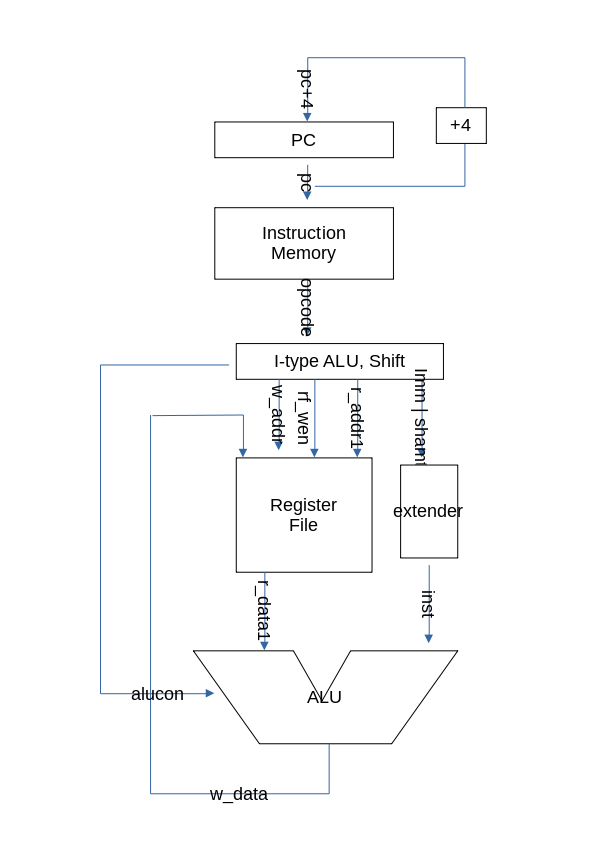 pc+4
+4
PC
pc
Instruction
Memory
opcode
I-type ALU, Shift
w_addr
rf_wen
r_addr1
Imm | shamt
Register
File
extender
r_data1
inst
alucon
ALU
w_data